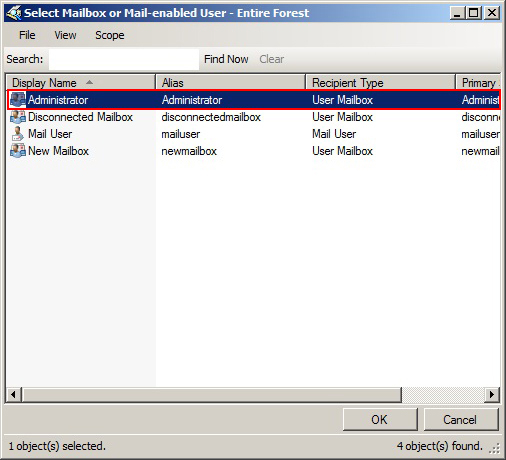 Select Mailbox or Mail-enabled User - Entire Forest
File View Scope
Search: Find Now Clear
Display Name Alias Recipient Type Primary
Administrator Administrator User Mailbox Administ
Disconnected Mailbox disconnectedmailbox User Mailbox disconne
Mail User mailuser Mail User mailuser
New Mailbox newmailbox User Mailbox newmail
OK Cancel
1 object(s) selected. 4 object(s) found.